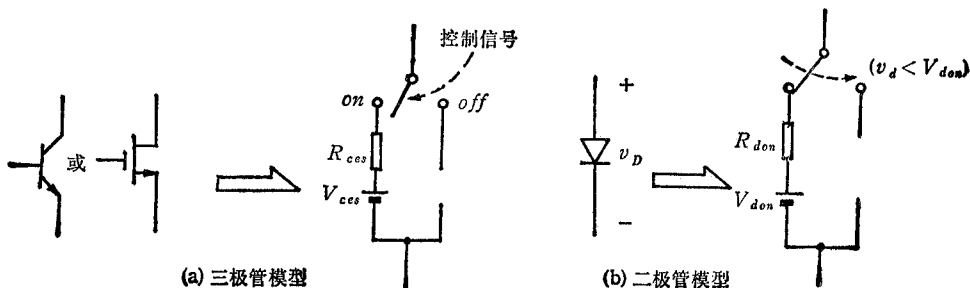 控制信号
on
off
(v_d < V_don)
或
R_ces
V_ces
+
v_D
−
R_don
V_don
(a) 三极管模型
(b) 二极管模型